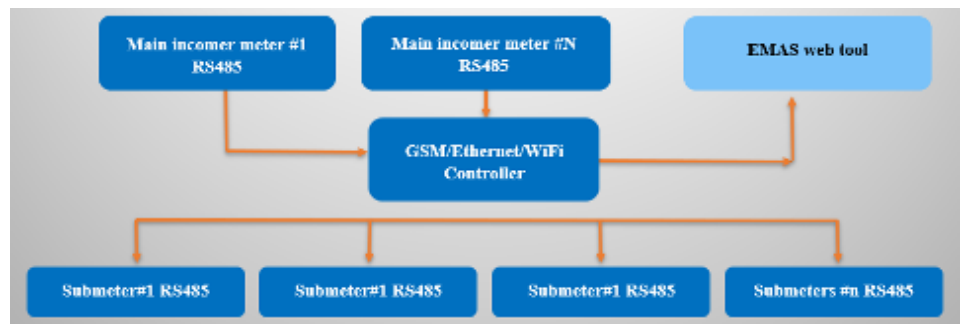 Main incomer meter #1
RS485
Main incomer meter #N
RS485
EMAS web tool
GSM/Ethernet/WiFi
Controller
Submeter#1 RS485
Submeter#1 RS485
Submeter#1 RS485
Submeters #n RS485